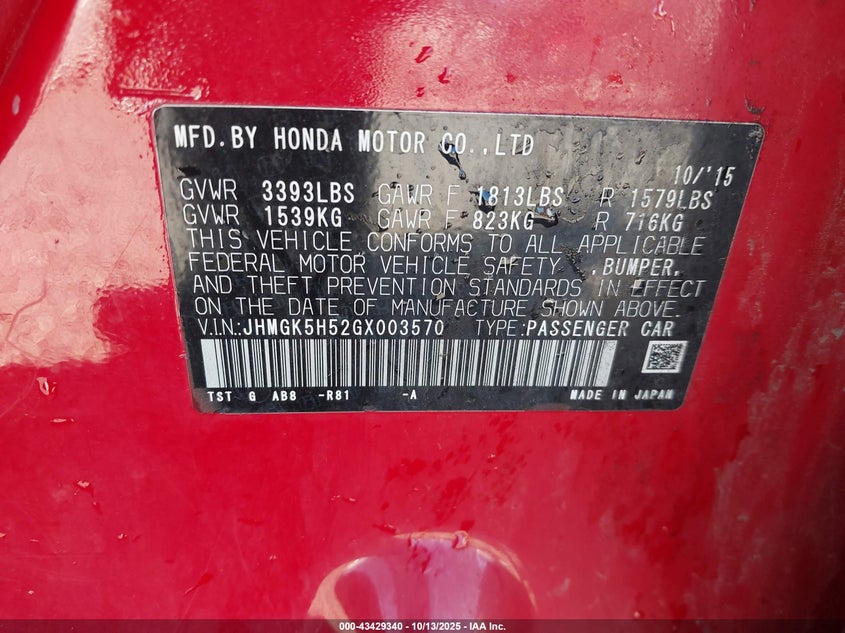 MFD.BY HONDA MOTOR CO.,LTD
10/'15
GVWR 3393LBS GAWR F 1813LBS R 1579LBS
GVWR 1539KG GAWR F 823KG R 716KG
THIS VEHICLE CONFORMS TO ALL APPLICABLE
FEDERAL MOTOR VEHICLE SAFETY ,BUMPER,
AND THEFT PREVENTION STANDARDS IN EFFECT
ON THE DATE OF MANUFACTURE SHOWN ABOVE.
V.IN:JHMGK5H52GX003570 TYPE:PASSENGER CAR
TST G AB8 -R81 -A MADE IN JAPAN
000-43429340 | 10/13/2025 | IAA Inc.